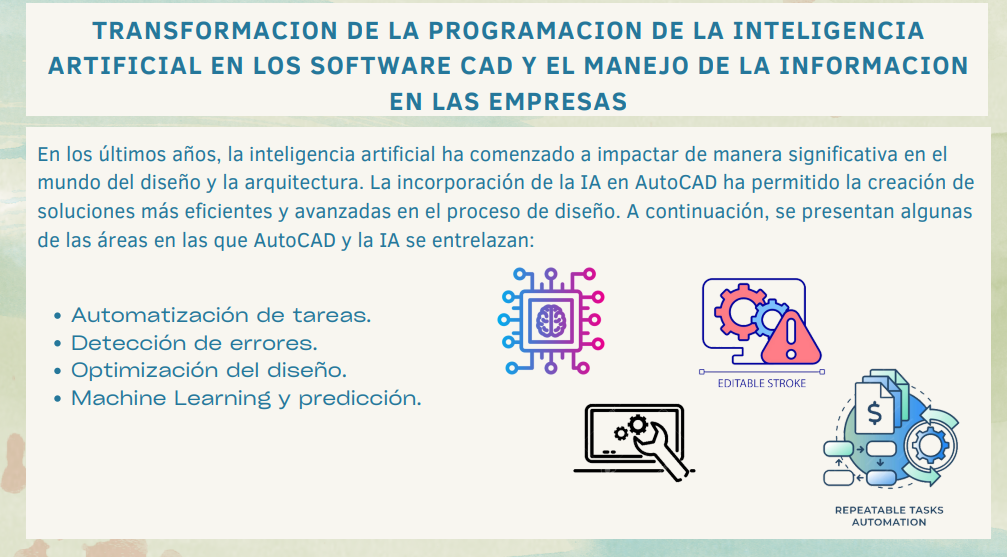 TRANSFORMACION DE LA PROGRAMACION DE LA INTELIGENCIA
ARTIFICIAL EN LOS SOFTWARE CAD Y EL MANEJO DE LA INFORMACION
EN LAS EMPRESAS
En los últimos años, la inteligencia artificial ha comenzado a impactar de manera significativa en el
mundo del diseño y la arquitectura. La incorporación de la IA en AutoCAD ha permitido la creación de
soluciones más eficientes y avanzadas en el proceso de diseño. A continuación, se presentan algunas
de las áreas en las que AutoCAD y la IA se entrelazan:
• Automatización de tareas.
• Detección de errores.
• Optimización del diseño.
• Machine Learning y predicción.
EDITABLE STROKE
$
REPEATABLE TASKS
AUTOMATION